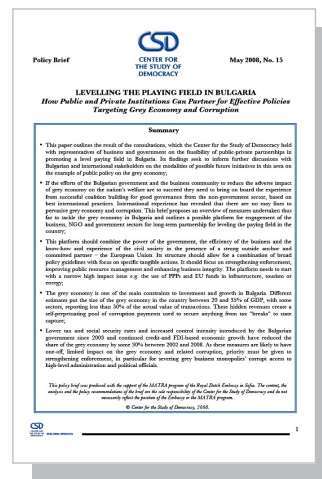 Policy Brief
CSD
CENTER FOR
THE STUDY OF
DEMOCRACY
May 2008, No. 15
LEVELLING THE PLAYING FIELD IN BULGARIA
How Public and Private Institutions Can Partner for Effective Policies
Targeting Grey Economy and Corruption
Summary
• This paper outlines the result of the consultations, which the Center for the Study of Democracy held
with representatives of business and government on the feasibility of public-private partnerships in
promoting a level playing field in Bulgaria. Its findings seek to inform further discussions with
Bulgarian and international stakeholders on the modalities of possible future initiatives in this area on
the example of public policy on the grey economy;
• If the efforts of the Bulgarian government and the business community to reduce the adverse impact
of grey economy on the nation's welfare are to succeed they need to bring on board the experience
from successful coalition building for good governance from the non-governance sector, based on
best international practices. International experience has revealed that there are no easy fixes to
pervasive grey economy and corruption. This brief proposes an overview of measures undertaken thus
far to tackle the grey economy in Bulgaria and outlines a possible platform for engagement of the
business, NGO and government sectors for long-term partnership for leveling the playing field in the
country;
• This platform should combine the power of the government, the efficiency of the business and the
know-how and experience of the civil society in the presence of a strong outside anchor and
committed partner – the European Union. Its structure should allow for a combination of broad
policy guidelines with focus on specific tangible actions. It should focus on strengthening enforcement,
improving public resource management and enhancing business integrity. The platform needs to start
with a narrow high impact issue e.g. the use of PPPs and EU funds in infrastructure, tourism or
energy;
• The grey economy is one of the main constraints to investment and growth in Bulgaria. Different
estimates put the size of the grey economy in the country between 20 and 35% of GDP, with some
sectors, reporting less than 50% of the actual value of transactions. These hidden revenues create a
self-perpetuating pool of corruption payments used to secure anything from tax "breaks" to state
capture;
• Lower tax and social security rates and increased control intensity introduced by the Bulgarian
government since 2003 and continued credit-and FDI-based economic growth have reduced the
share of the grey economy by some 30% between 2002 and 2008. As these measures are likely to have
one-off, limited impact on the grey economy and related corruption, priority must be given to
strengthening enforcement, in particular for severing grey business monopolies' corrupt access to
high-level administration and political officials.
This policy brief was produced with the support of the MATRA program of the Royal Dutch Embassy in Sofia. The content, the
analysis and the policy recommendations of the brief are the sole responsibility of the Center for the Study of Democracy and do not
necessarily reflect the position of the Embassy or the MATRA program.
© Center for the Study of Democracy, 2008.
CSD
CENTER FOR
THE STUDY OF
DEMOCRACY
1